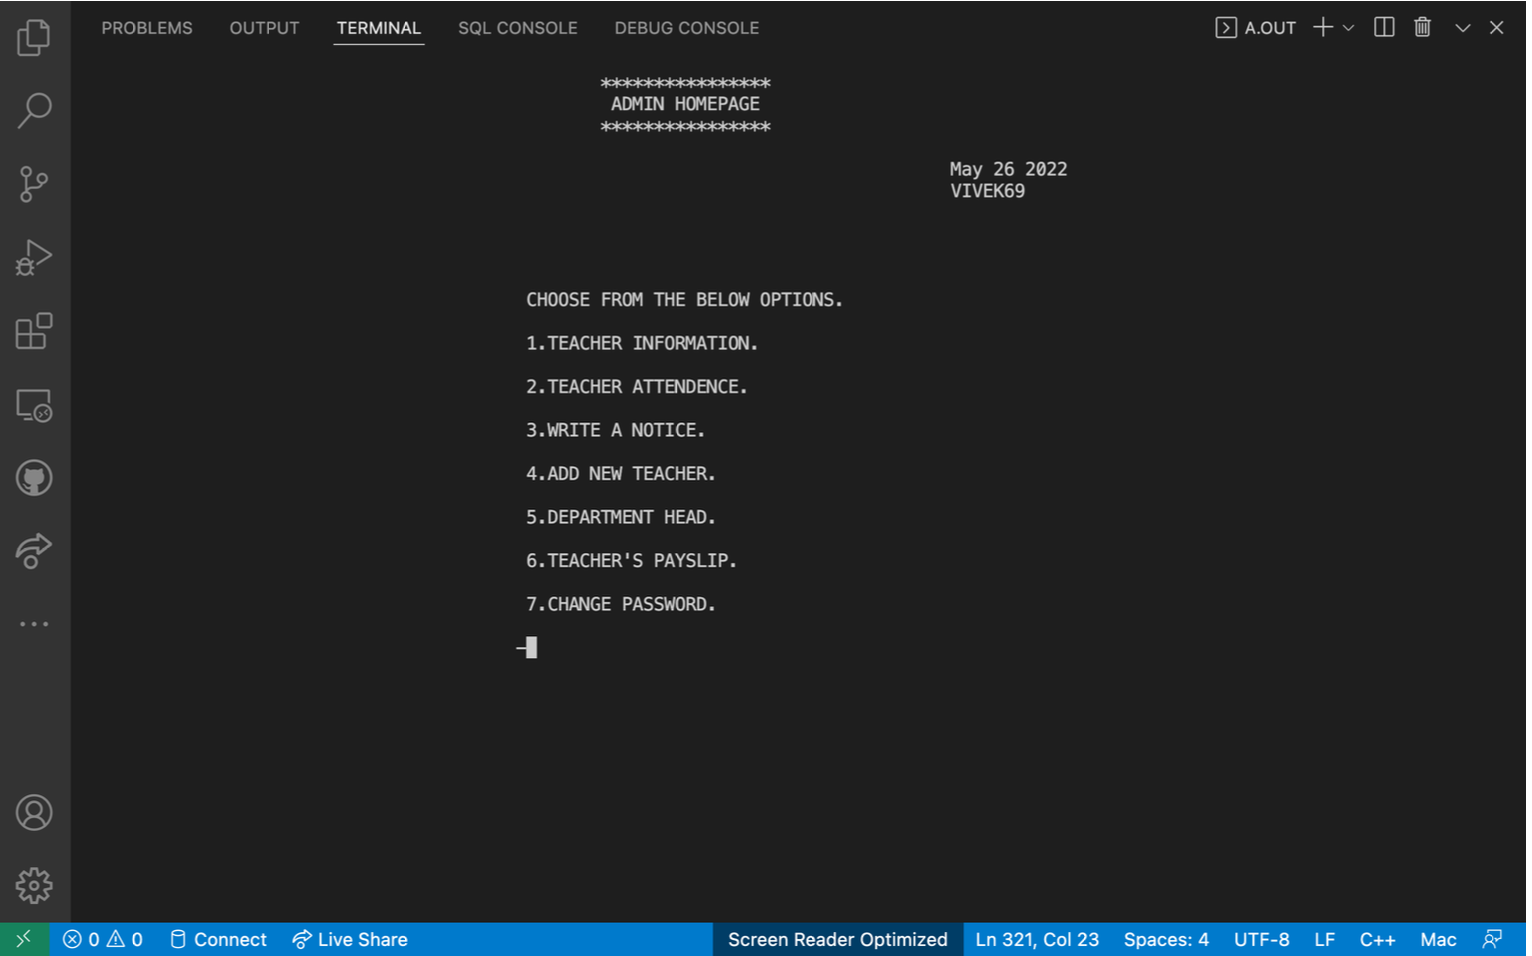 PROBLEMS OUTPUT TERMINAL SQL CONSOLE DEBUG CONSOLE A.OUT
****************
ADMIN HOMEPAGE
****************
May 26 2022
VIVEK69
CHOOSE FROM THE BELOW OPTIONS.
1.TEACHER INFORMATION.
2.TEACHER ATTENDENCE.
3.WRITE A NOTICE.
4.ADD NEW TEACHER.
5.DEPARTMENT HEAD.
6.TEACHER'S PAYSLIP.
7.CHANGE PASSWORD.
—
0 0 Connect Live Share Screen Reader Optimized Ln 321, Col 23 Spaces: 4 UTF-8 LF C++ Mac